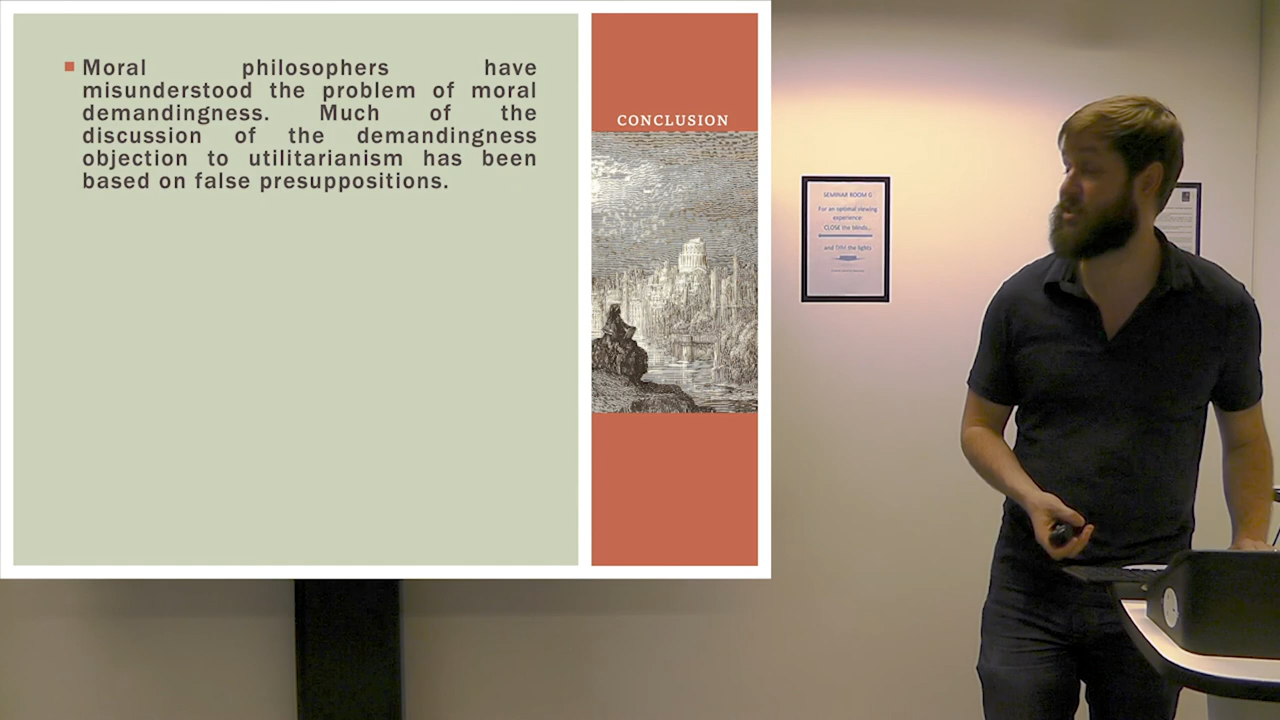 Moral philosophers have
misunderstood the problem of moral
demandingness. Much of the
discussion of the demandingness
objection to utilitarianism has been
based on false presuppositions.
CONCLUSION
SEMINAR ROOM G
For an optimal viewing
experience:
CLOSE the blinds...
and DIM the lights